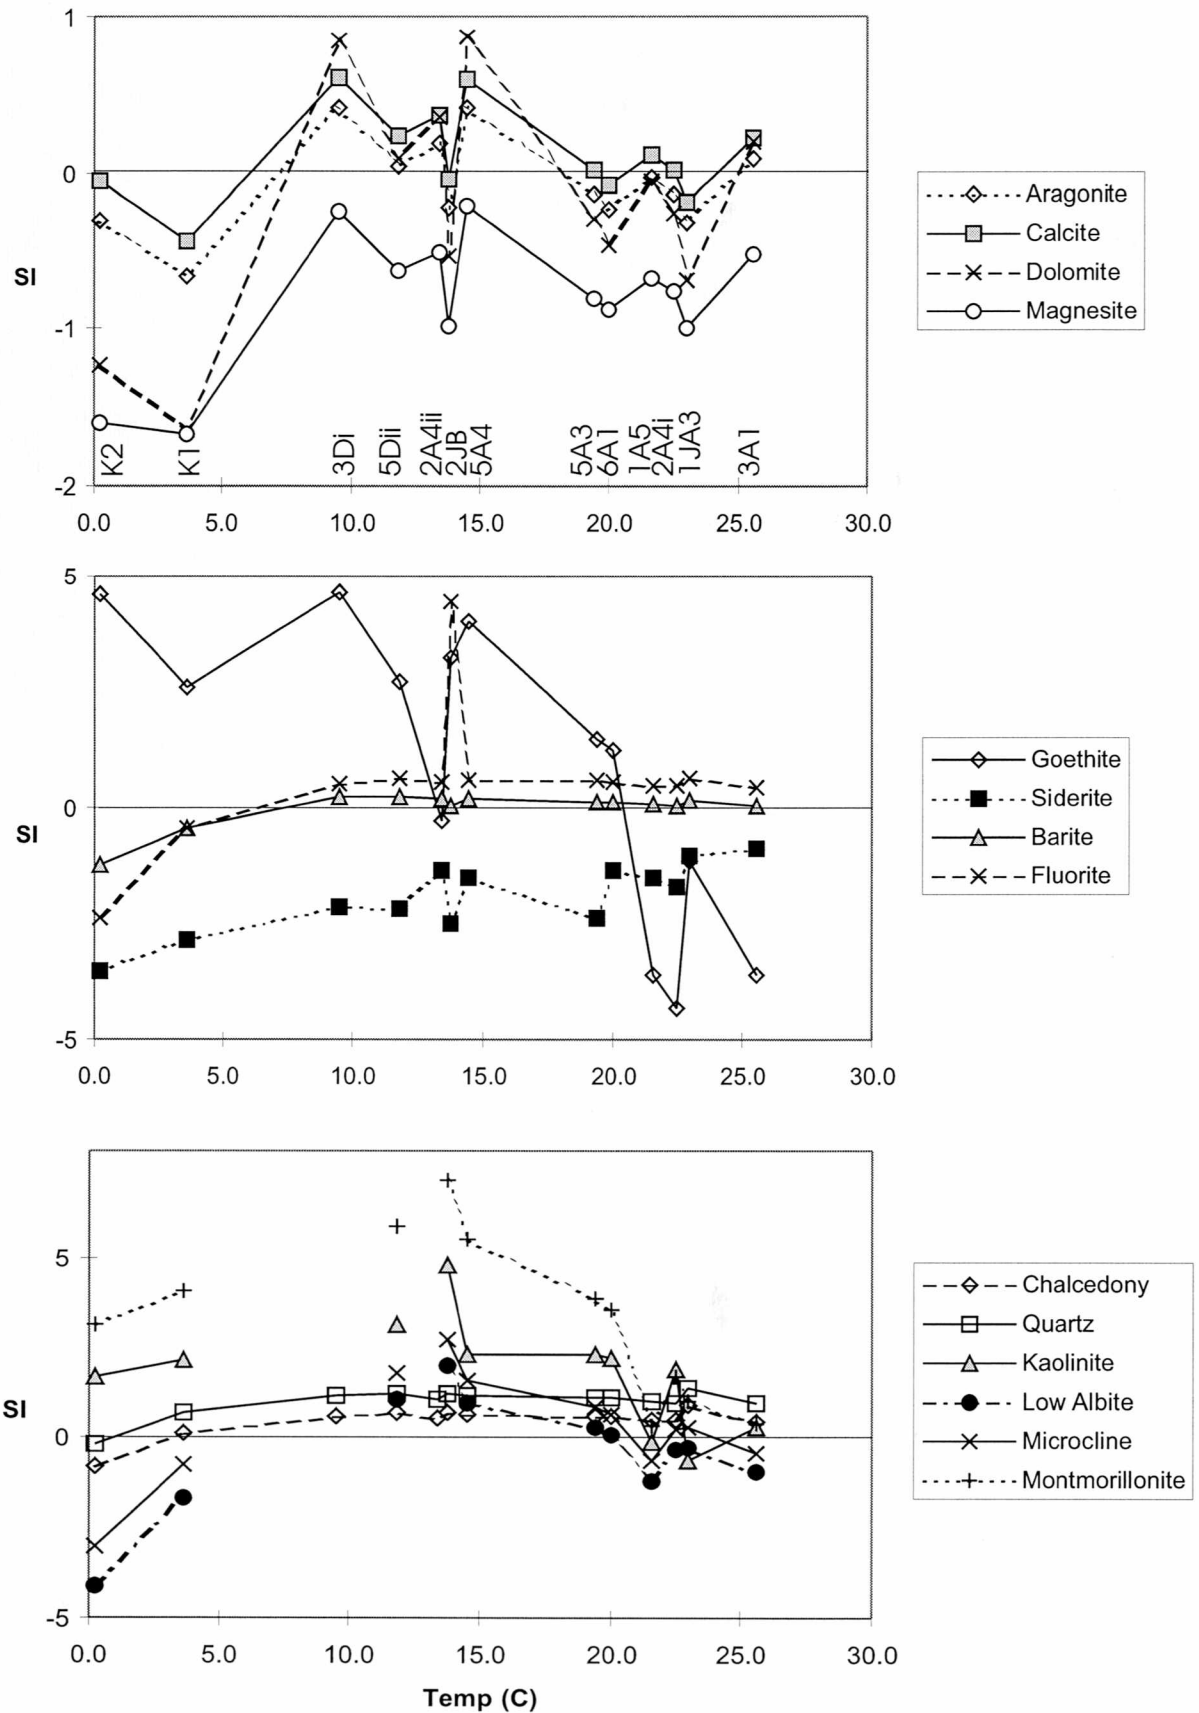 1
0
SI
-1
-2
K2 K1 3Di 5Dii 2A4ii 2JB 5A4 5A3 6A1 1A5 2A4i 1JA3 3A1
0.0 5.0 10.0 15.0 20.0 25.0 30.0
Aragonite
Calcite
Dolomite
Magnesite
5
0
SI
-5
0.0 5.0 10.0 15.0 20.0 25.0 30.0
Goethite
Siderite
Barite
Fluorite
5
SI
0
-5
0.0 5.0 10.0 15.0 20.0 25.0 30.0
Temp (C)
Chalcedony
Quartz
Kaolinite
Low Albite
Microcline
Montmorillonite